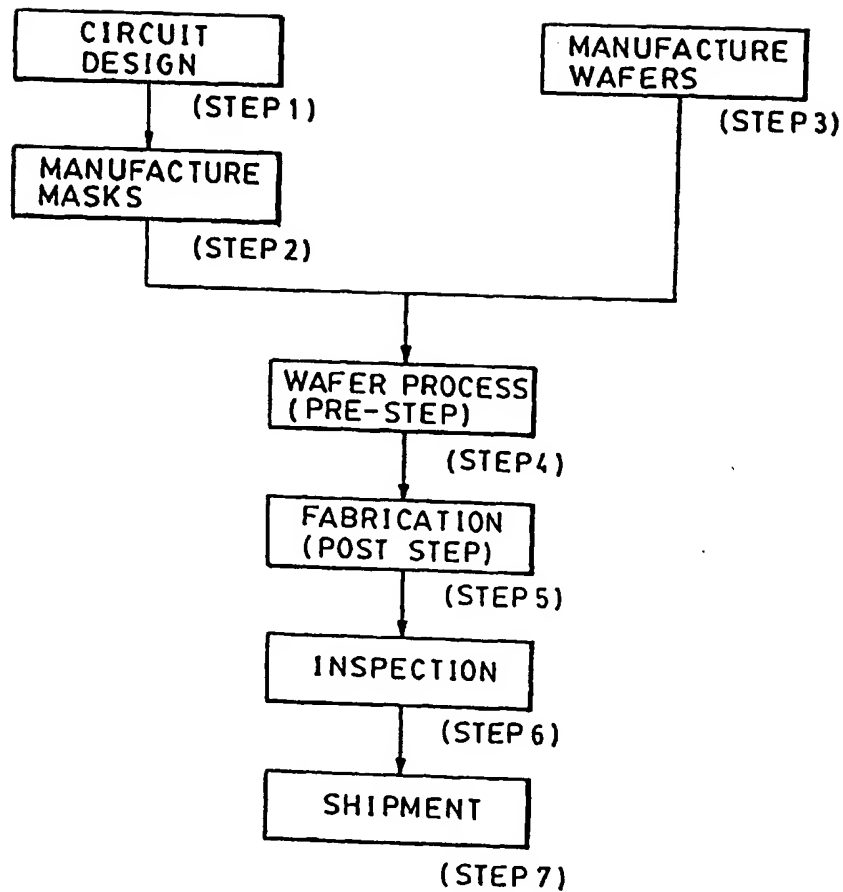 CIRCUIT
DESIGN
(STEP 1)
MANUFACTURE
MASKS
(STEP 2)
MANUFACTURE
WAFERS
(STEP 3)
WAFER PROCESS
(PRE-STEP)
(STEP 4)
FABRICATION
(POST STEP)
(STEP 5)
INSPECTION
(STEP 6)
SHIPMENT
(STEP 7)